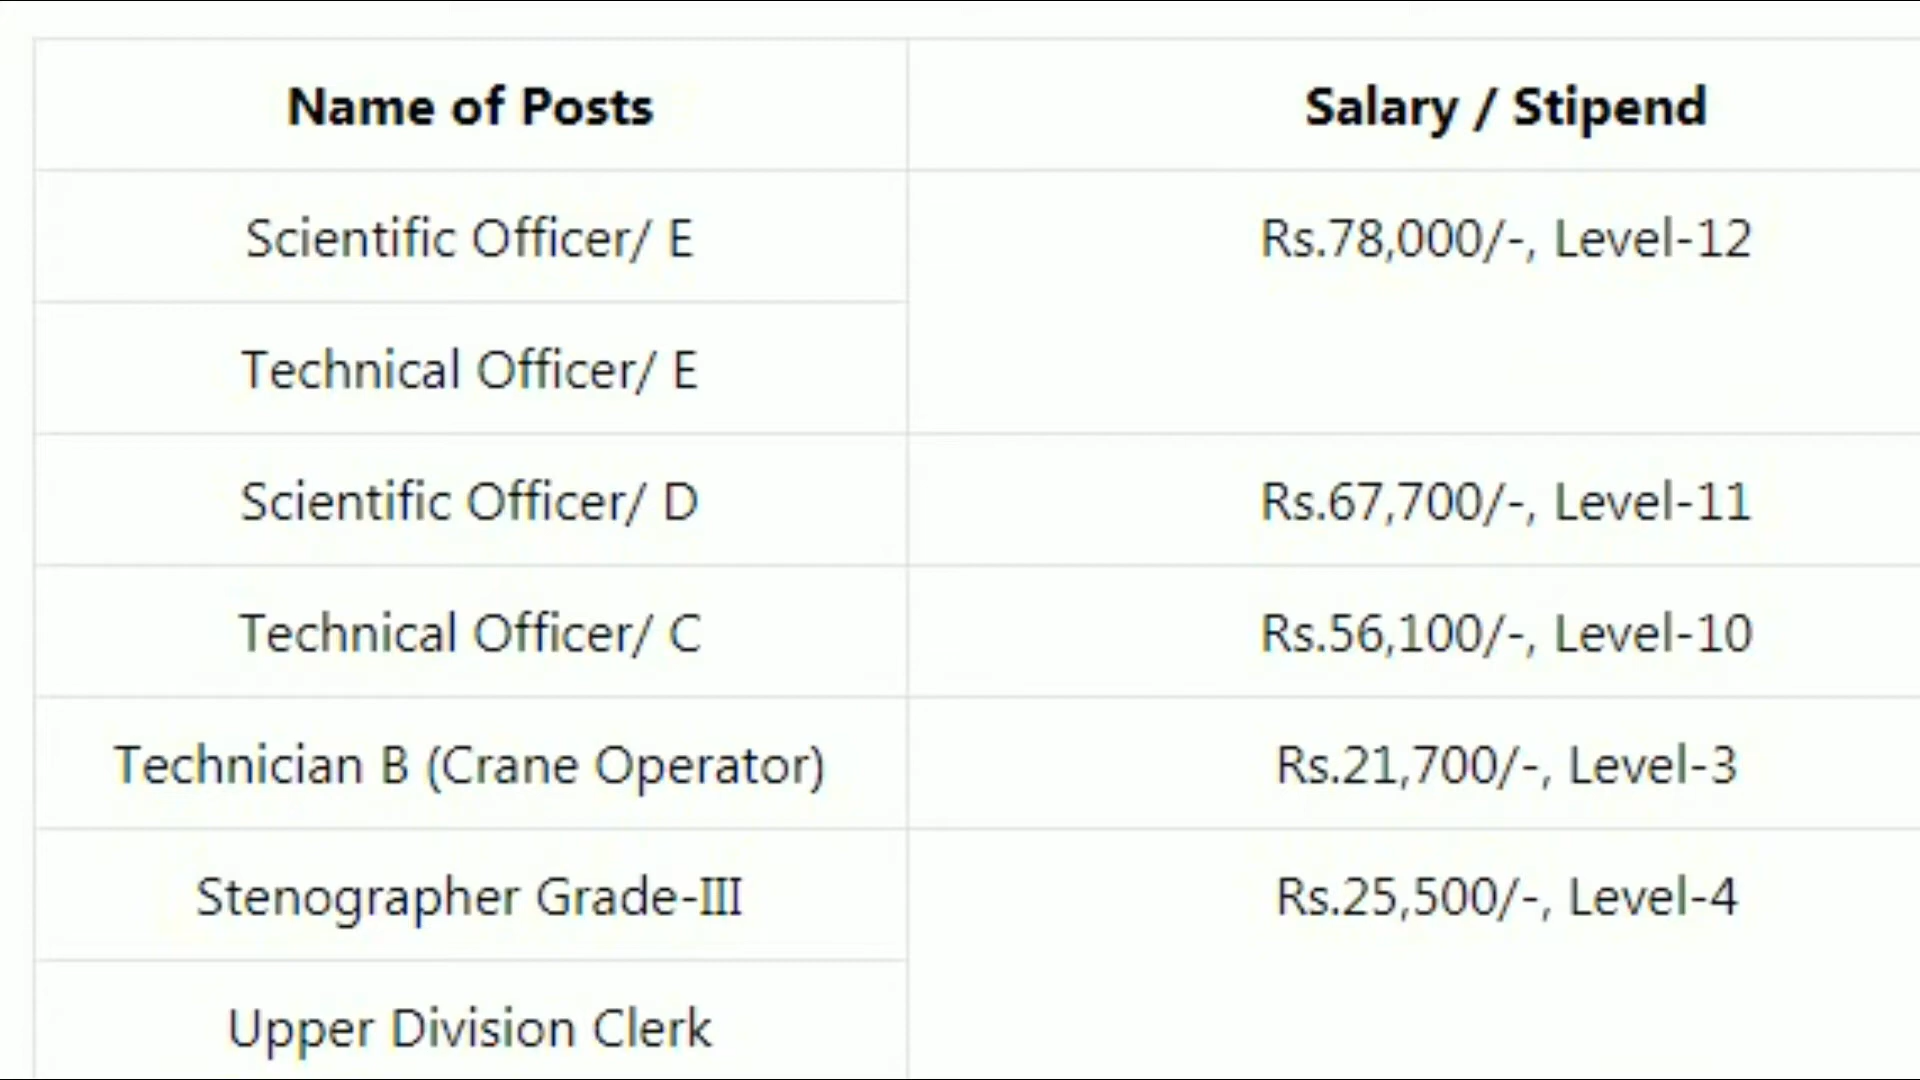 Name of Posts Salary / Stipend
Scientific Officer/ E Rs.78,000/-, Level-12
Technical Officer/ E
Scientific Officer/ D Rs.67,700/-, Level-11
Technical Officer/ C Rs.56,100/-, Level-10
Technician B (Crane Operator) Rs.21,700/-, Level-3
Stenographer Grade-III Rs.25,500/-, Level-4
Upper Division Clerk